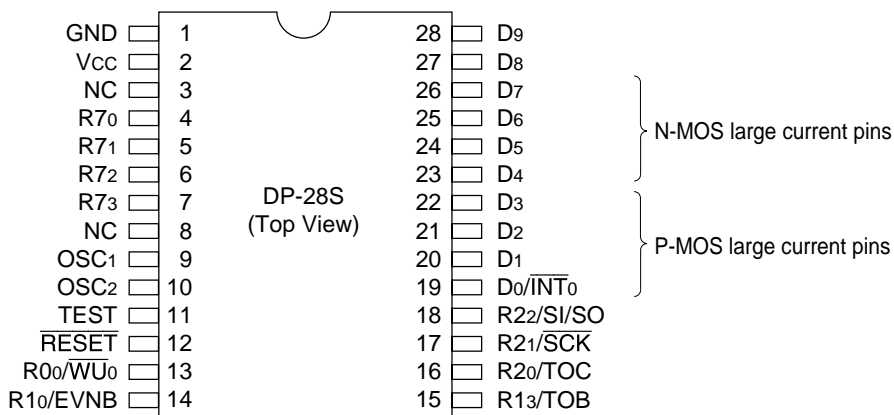 GND 1 28 D9
VCC 2 27 D8
NC 3 26 D7
R70 4 25 D6
R71 5 24 D5
R72 6 23 D4
R73 7 22 D3
NC 8 21 D2
OSC1 9 20 D1
OSC2 10 19 D0/INT0
TEST 11 18 R22/SI/SO
RESET 12 17 R21/SCK
R00/WU0 13 16 R20/TOC
R10/EVNB 14 15 R13/TOB
DP-28S
(Top View)
N-MOS large current pins
P-MOS large current pins